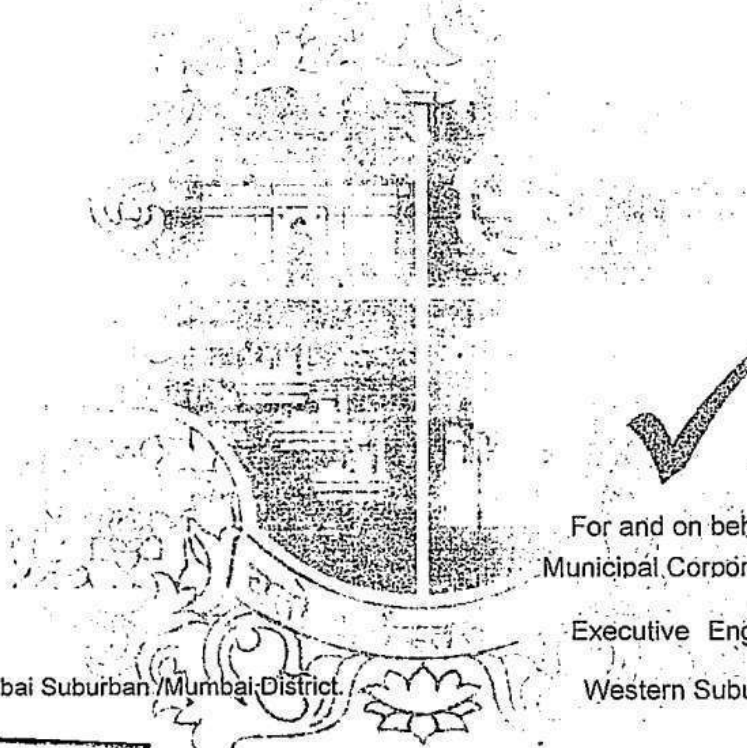 For and on beh
Municipal Corpor
Executive Eng
bai Suburban /Mumbai District.
Western Subu